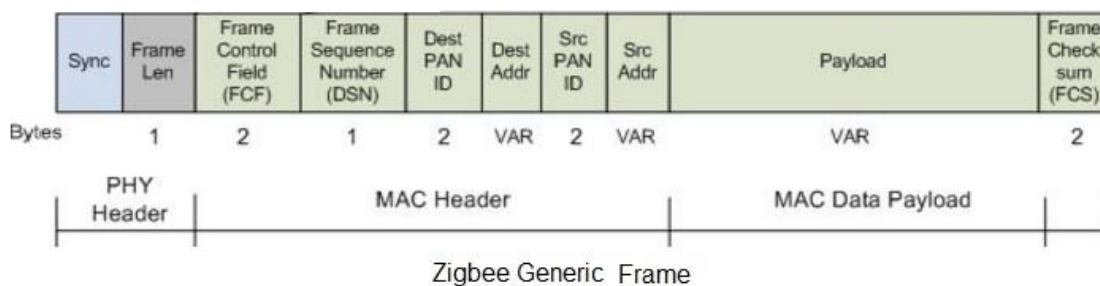 Sync
Frame
Len
Frame
Control
Field
(FCF)
Frame
Sequence
Number
(DSN)
Dest
PAN
ID
Dest
Addr
Src
PAN
ID
Src
Addr
Payload
Frame
Check
sum
(FCS)
Bytes 1 2 1 2 VAR 2 VAR VAR 2
PHY
Header
MAC Header
MAC Data Payload
Zigbee Generic Frame